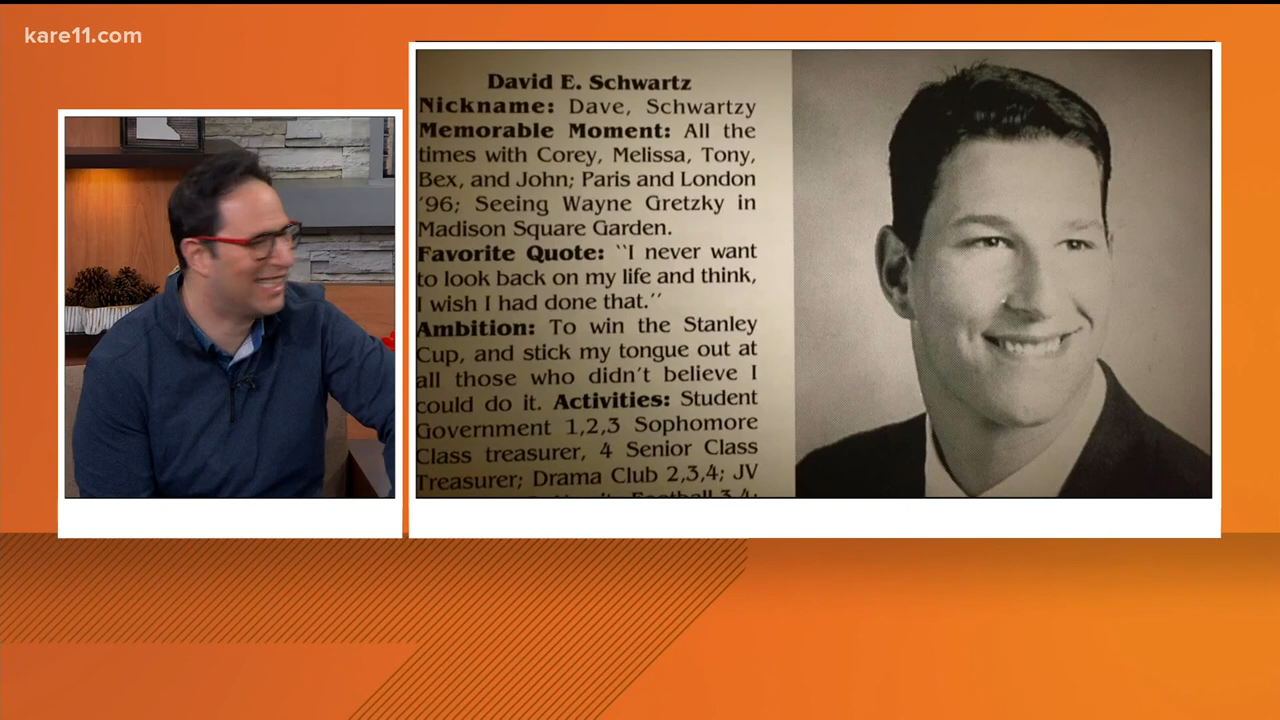 kare11.com
David E. Schwartz
Nickname: Dave, Schwartzy
Memorable Moment: All the
times with Corey, Melissa, Tony,
Bex, and John; Paris and London
'96; Seeing Wayne Gretzky in
Madison Square Garden.
Favorite Quote: "I never want
to look back on my life and think,
I wish I had done that."
Ambition: To win the Stanley
Cup, and stick my tongue out at
all those who didn't believe I
could do it. Activities: Student
Government 1,2,3 Sophomore
Class treasurer, 4 Senior Class
Treasurer; Drama Club 2,3,4; JV
Football 3,4;